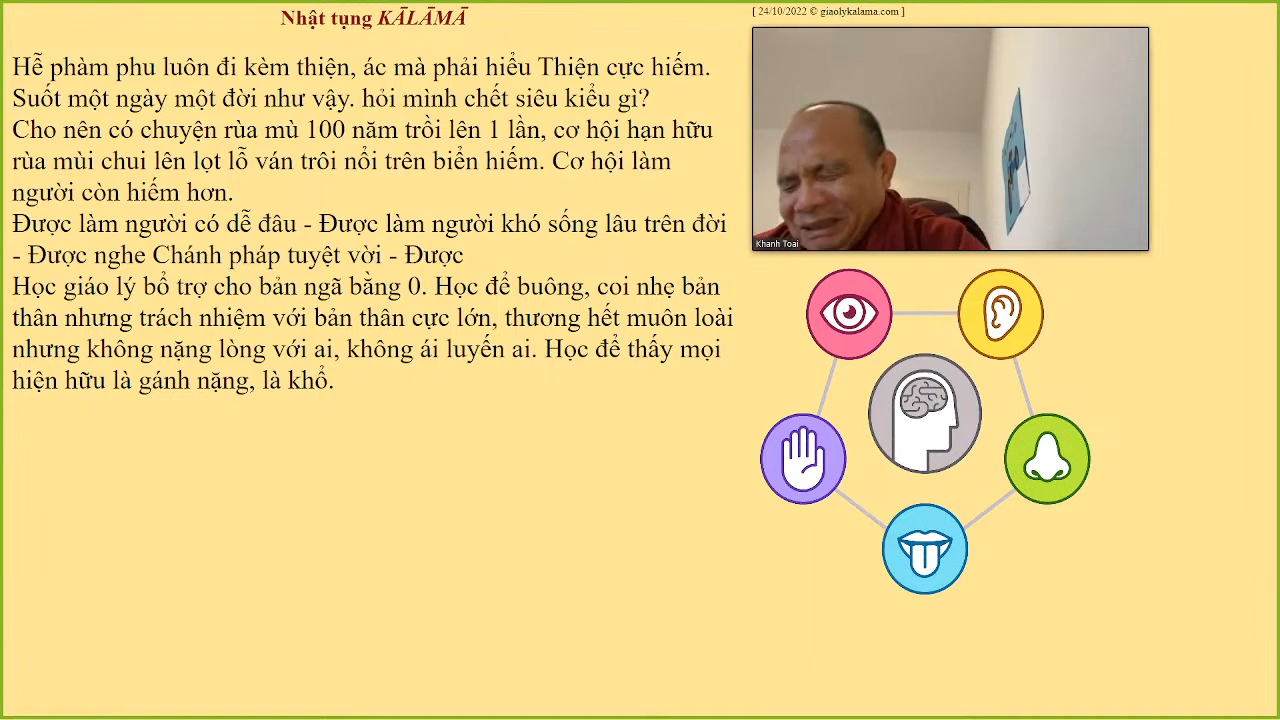 Nhật tụng KĀLĀMĀ
[ 24/10/2022 © giaolykalama.com ]
Hễ phàm phu luôn đi kèm thiện, ác mà phải hiểu Thiện cực hiếm.
Suốt một ngày một đời như vậy. hỏi mình chết siêu kiểu gì?
Cho nên có chuyện rùa mù 100 năm trồi lên 1 lần, cơ hội hạn hữu
rùa mùi chui lên lọt lỗ ván trôi nổi trên biển hiếm. Cơ hội làm
người còn hiếm hơn.
Được làm người có dễ đâu - Được làm người khó sống lâu trên đời
- Được nghe Chánh pháp tuyệt vời - Được
Học giáo lý bổ trợ cho bản ngã bằng 0. Học để buông, coi nhẹ bản
thân nhưng trách nhiệm với bản thân cực lớn, thương hết muôn loài
nhưng không nặng lòng với ai, không ái luyến ai. Học để thấy mọi
hiện hữu là gánh nặng, là khổ.
Khanh Toai